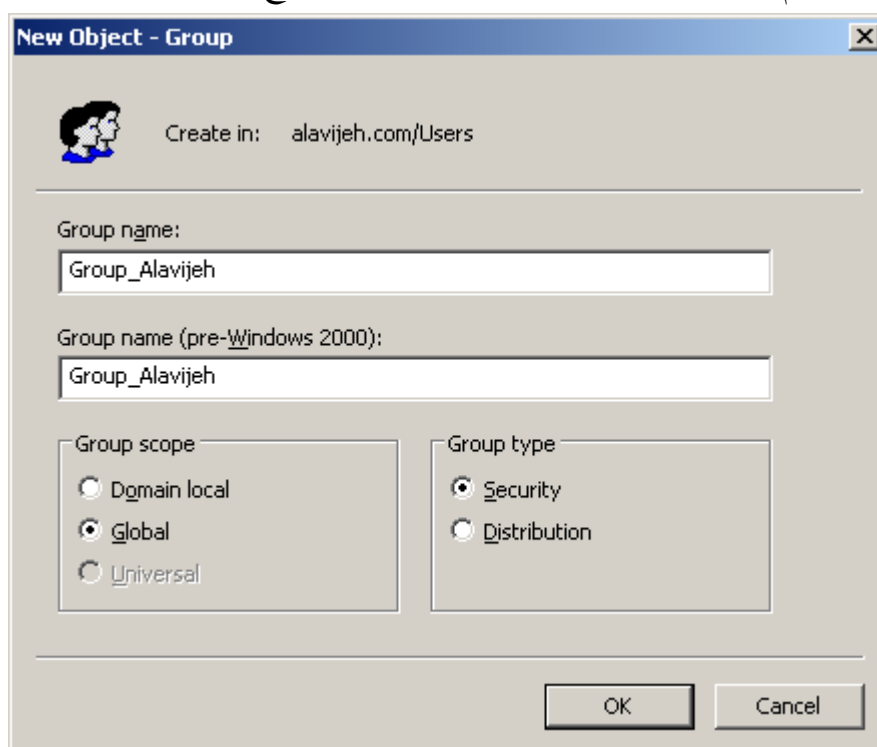 New Object - Group
Create in: alavijeh.com/Users
Group name:
Group_Alavijeh
Group name (pre-Windows 2000):
Group_Alavijeh
Group scope
Domain local
Global
Universal
Group type
Security
Distribution
OK
Cancel